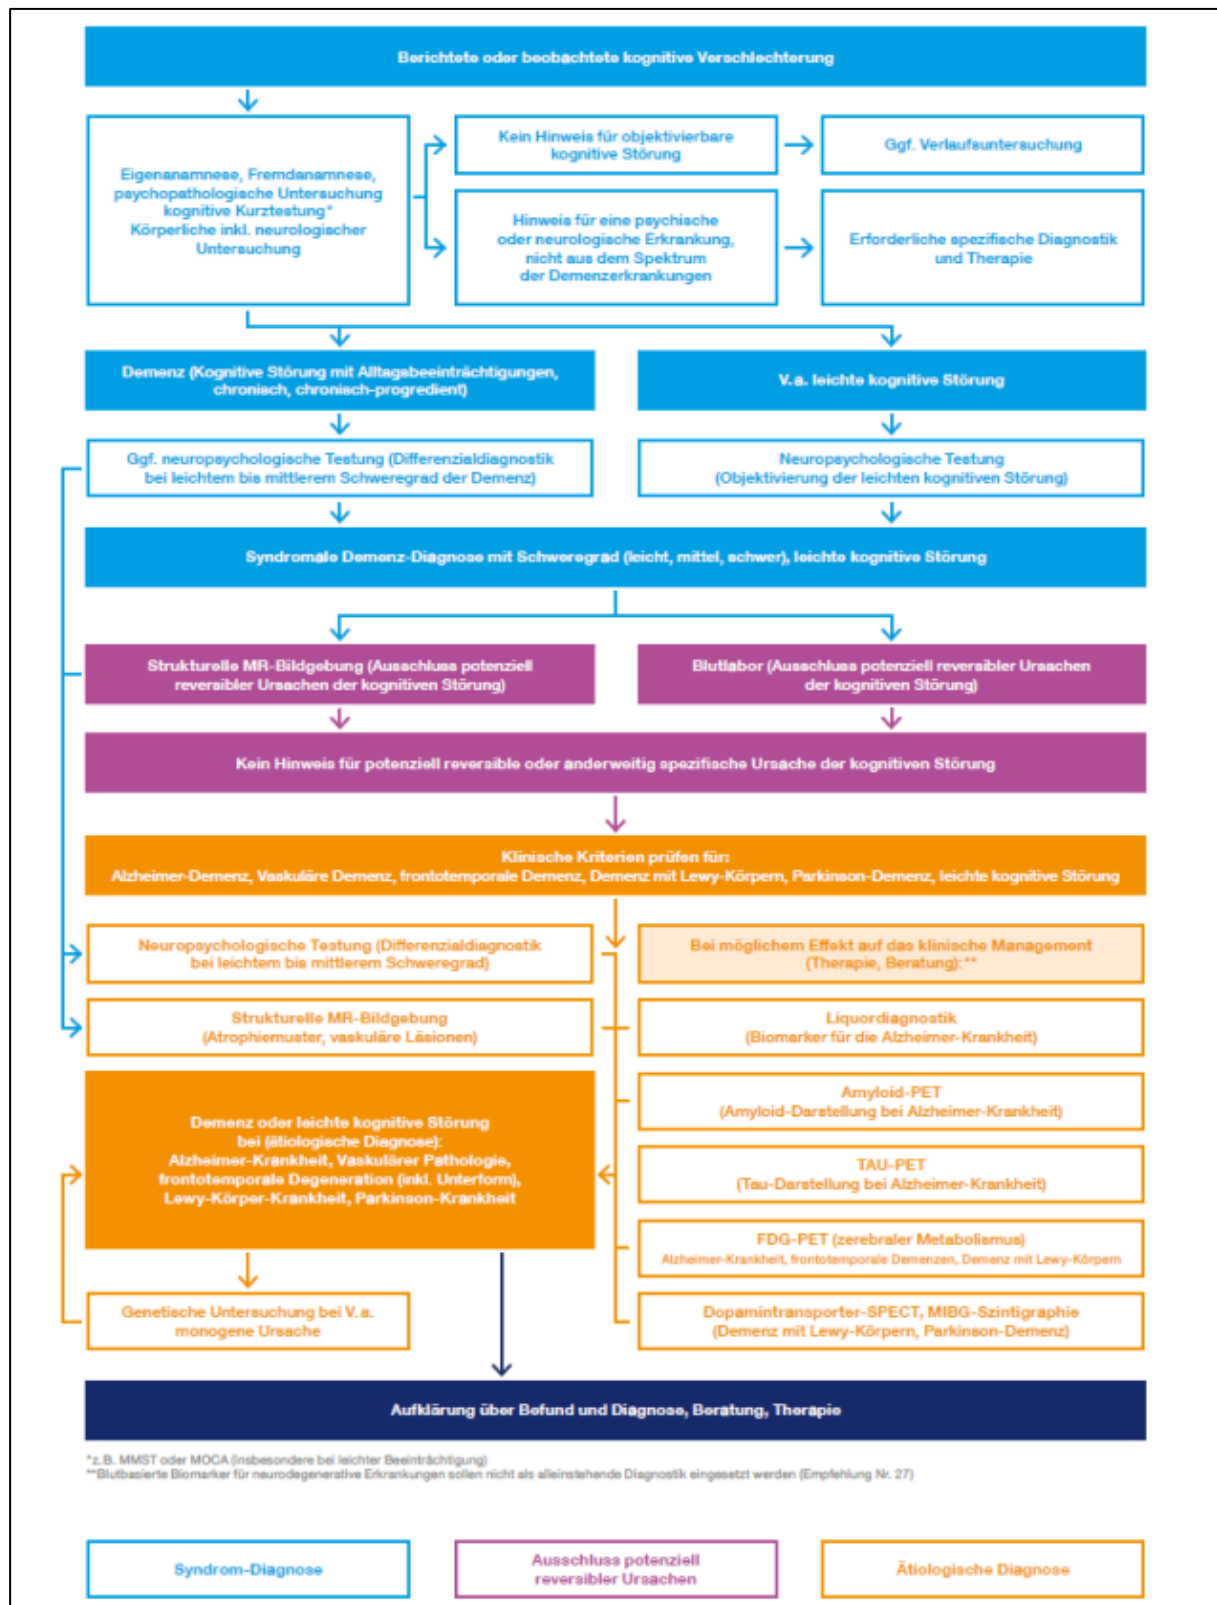 Berichtete oder beobachtete kognitive Verschlechterung
Eigenanamnese, Fremdanamnese,
psychopathologische Untersuchung
kognitive Kurztestung*
Körperliche inkl. neurologischer
Untersuchung
Kein Hinweis für objektivierbare
kognitive Störung
Ggf. Verlaufsuntersuchung
Hinweis für eine psychische
oder neurologische Erkrankung,
nicht aus dem Spektrum
der Demenzerkrankungen
Erforderliche spezifische Diagnostik
und Therapie
Demenz (Kognitive Störung mit Alltagsbeeinträchtigungen,
chronisch, chronisch-progredient)
V.a. leichte kognitive Störung
Ggf. neuropsychologische Testung (Differenzialdiagnostik
bei leichtem bis mittlerem Schweregrad der Demenz)
Neuropsychologische Testung
(Objektivierung der leichten kognitiven Störung)
Syndromale Demenz-Diagnose mit Schweregrad (leicht, mittel, schwer), leichte kognitive Störung
Strukturelle MR-Bildgebung (Ausschluss potenziell
reversibler Ursachen der kognitiven Störung)
Blutlabor (Ausschluss potenziell reversibler Ursachen
der kognitiven Störung)
Kein Hinweis für potenziell reversible oder anderweitig spezifische Ursache der kognitiven Störung
Klinische Kriterien prüfen für:
Alzheimer-Demenz, Vaskuläre Demenz, frontotemporale Demenz, Demenz mit Lewy-Körpern, Parkinson-Demenz, leichte kognitive Störung
Neuropsychologische Testung (Differenzialdiagnostik
bei leichtem bis mittlerem Schweregrad)
Bei möglichem Effekt auf das klinische Management
(Therapie, Beratung):**
Strukturelle MR-Bildgebung
(Atrophiemuster, vaskuläre Läsionen)
Liquordiagnostik
(Biomarker für die Alzheimer-Krankheit)
Demenz oder leichte kognitive Störung
bei (ätiologische Diagnose):
Alzheimer-Krankheit, Vaskulärer Pathologie,
frontotemporale Degeneration (inkl. Unterform),
Lewy-Körper-Krankheit, Parkinson-Krankheit
Amyloid-PET
(Amyloid-Darstellung bei Alzheimer-Krankheit)
TAU-PET
(Tau-Darstellung bei Alzheimer-Krankheit)
FDG-PET (zerebraler Metabolismus)
Alzheimer-Krankheit, frontotemporale Demenzen, Demenz mit Lewy-Körpern
Genetische Untersuchung bei V.a.
monogene Ursache
Dopamintransporter-SPECT, MIBG-Szintigraphie
(Demenz mit Lewy-Körpern, Parkinson-Demenz)
Aufklärung über Befund und Diagnose, Beratung, Therapie
*z.B. MMST oder MOCA (insbesondere bei leichter Beeinträchtigung)
**Blutbasierte Biomarker für neurodegenerative Erkrankungen sollen nicht als alleinstehende Diagnostik eingesetzt werden (Empfehlung Nr. 27)
Syndrom-Diagnose
Ausschluss potenziell
reversibler Ursachen
Ätiologische Diagnose